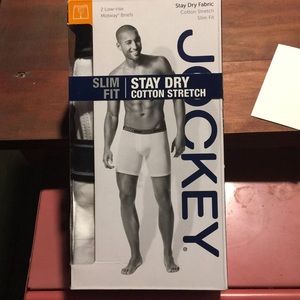 2 Low-rise
Midway® Briefs
Stay Dry Fabric
Cotton Stretch
Slim Fit
SLIM
FIT
STAY DRY
COTTON STRETCH
JOCKEY®